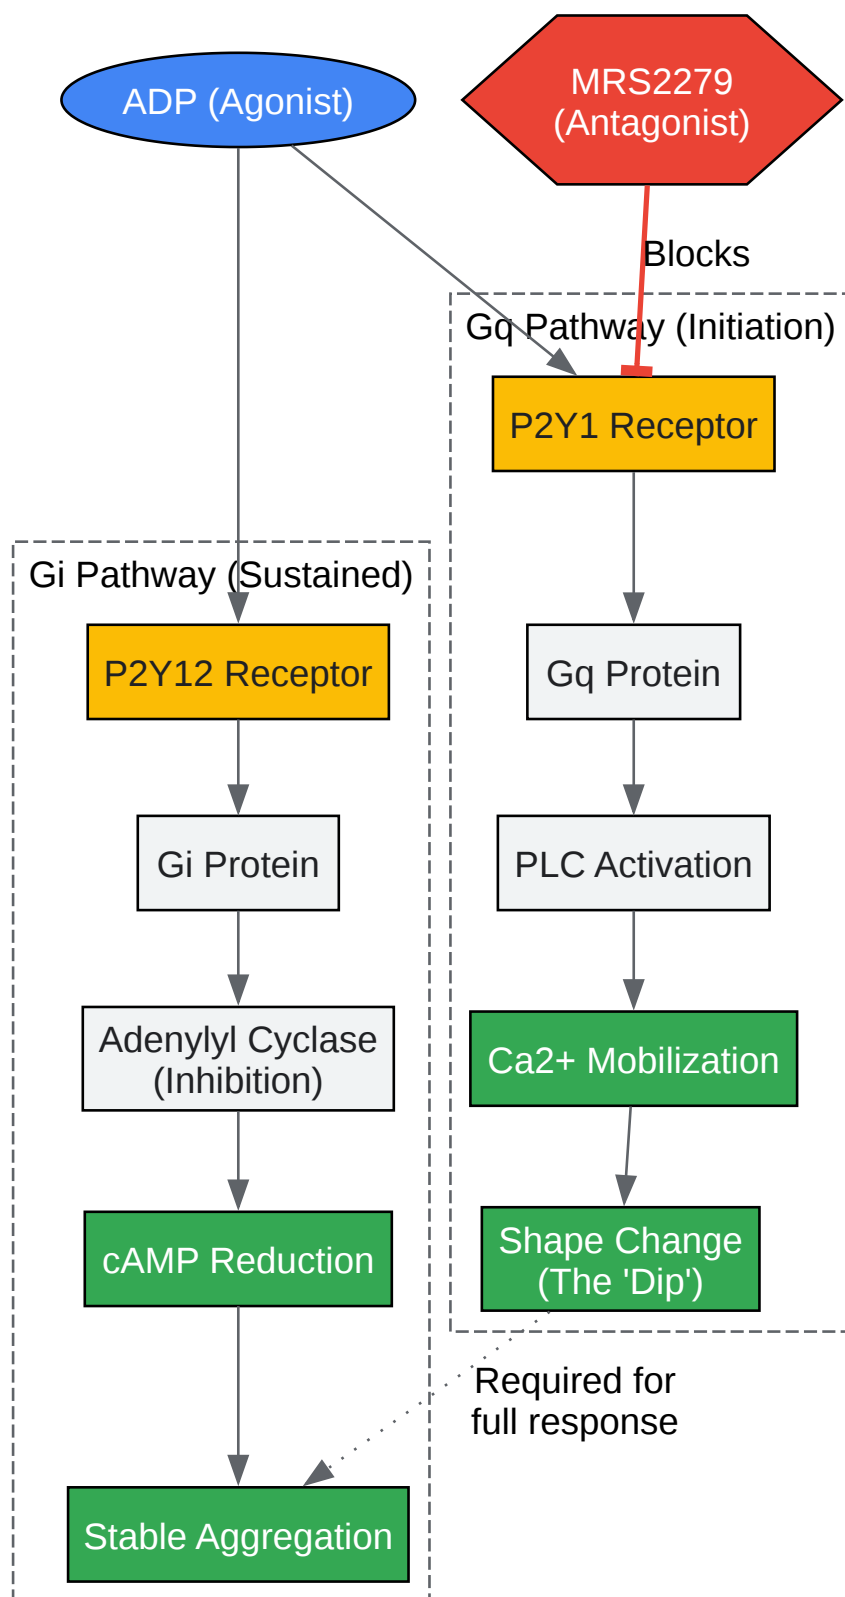 ADP (Agonist)
MRS2279
(Antagonist)
Blocks
Gq Pathway (Initiation)
P2Y1 Receptor
Gi Pathway (Sustained)
P2Y12 Receptor
Gq Protein
Gi Protein
PLC Activation
Adenylyl Cyclase
(Inhibition)
Ca2+ Mobilization
cAMP Reduction
Shape Change
(The 'Dip')
Required for
full response
Stable Aggregation